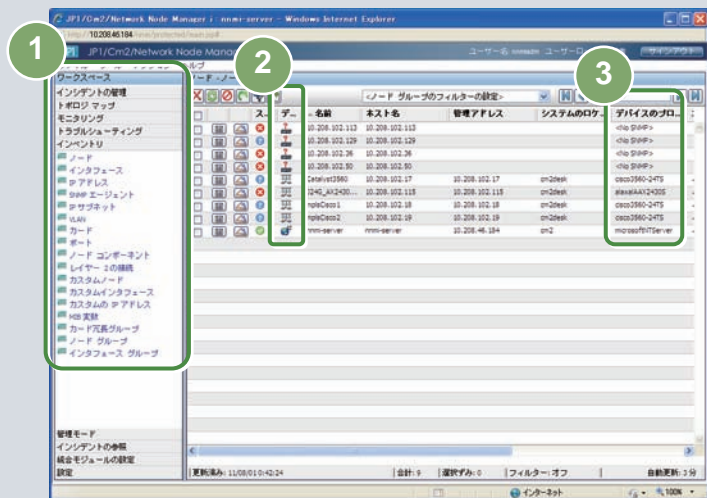 JP1/Cm2/Network Node Manager i : nnmi-server - Windows Internet Explorer
1
2
3
ワークスペース
インシデントの管理
トポロジ マップ
モニタリング
トラブルシューティング
インベントリ
ノード
インタフェース
IP アドレス
SNMP エージェント
IP サブネット
VLAN
カード
ポート
ノード コンポーネント
レイヤー 2 の接続
カスタムノード
カスタムインタフェース
カスタムの IP アドレス
MIB 変数
カード冗長グループ
ノード グループ
インタフェース グループ
管理モード
インシデントの参照
統合モジュールの設定
設定
サインアウト
<ノード グループのフィルターの設定>
ス.. デ.. 名前 ホスト名 管理アドレス システムのロケ.. デバイスのプロ..
10.208.102.113 10.208.102.113 <No SNMP>
10.208.102.129 10.208.102.129 <No SNMP>
10.208.102.26 10.208.102.26 <No SNMP>
10.208.102.50 10.208.102.50 <No SNMP>
Catalyst3560 10.208.102.17 10.208.102.17 cm2desk cisco3560-24TS
10.208.102.115 10.208.102.115 cm2desk
mpleCisco1 10.208.102.18 10.208.102.18 cm2desk cisco3560-24TS
mpleCisco2 10.208.102.19 10.208.102.19 cm2desk cisco3560-24TS
nnmi-server nnmi-server 10.208.46.184 cm2 microsoftNTServer
更新済み: 11/08/01 0:42:24 合計: 9 選択ずみ: 0 フィルター: オフ 自動更新: 3 分
インターネット 100%